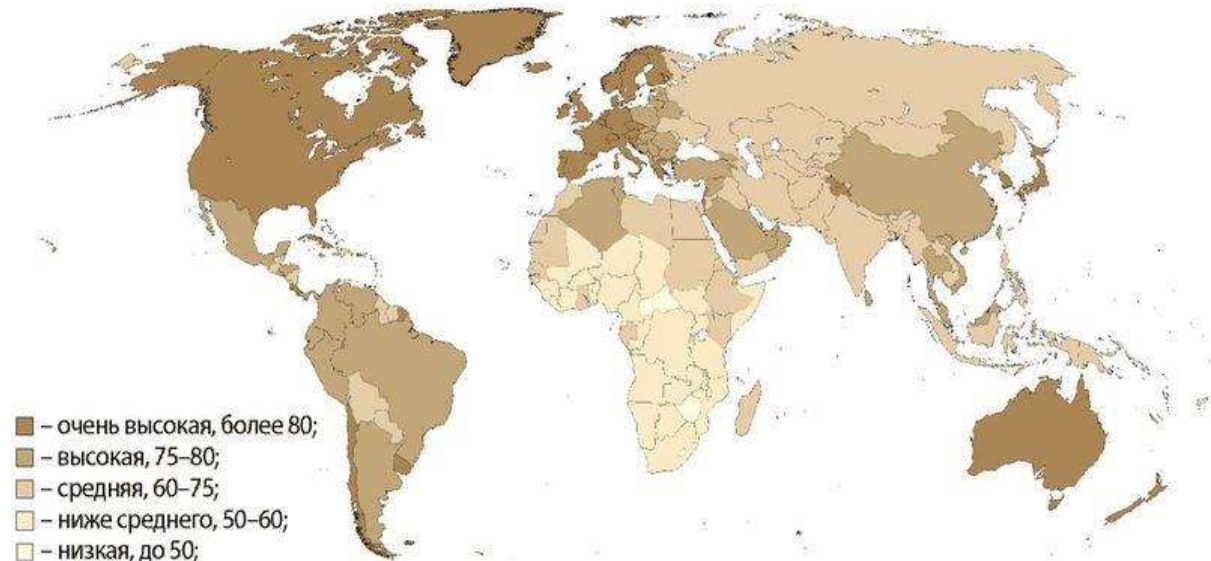 – очень высокая, более 80;
– высокая, 75–80;
– средняя, 60–75;
– ниже среднего, 50–60;
– низкая, до 50;